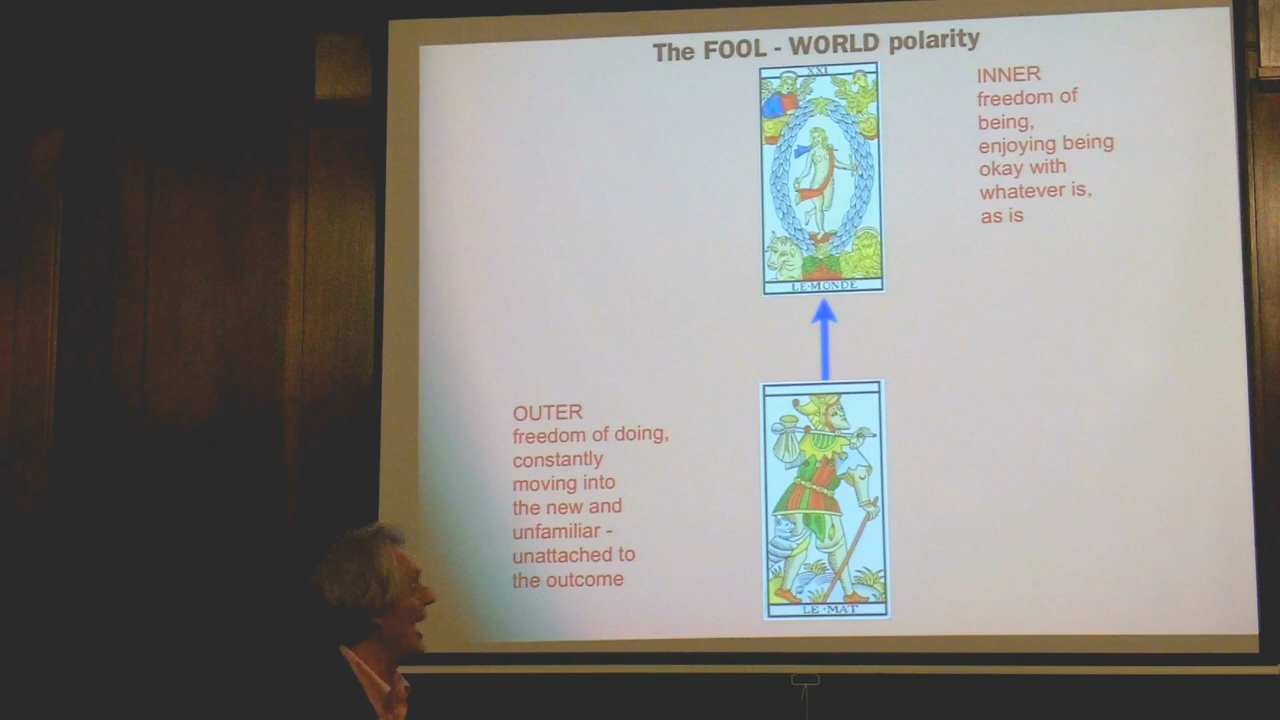 The FOOL - WORLD polarity
XXI
INNER
freedom of
being,
enjoying being
okay with
whatever is,
as is
LE·MONDE
OUTER
freedom of doing,
constantly
moving into
the new and
unfamiliar -
unattached to
the outcome
LE·MAT